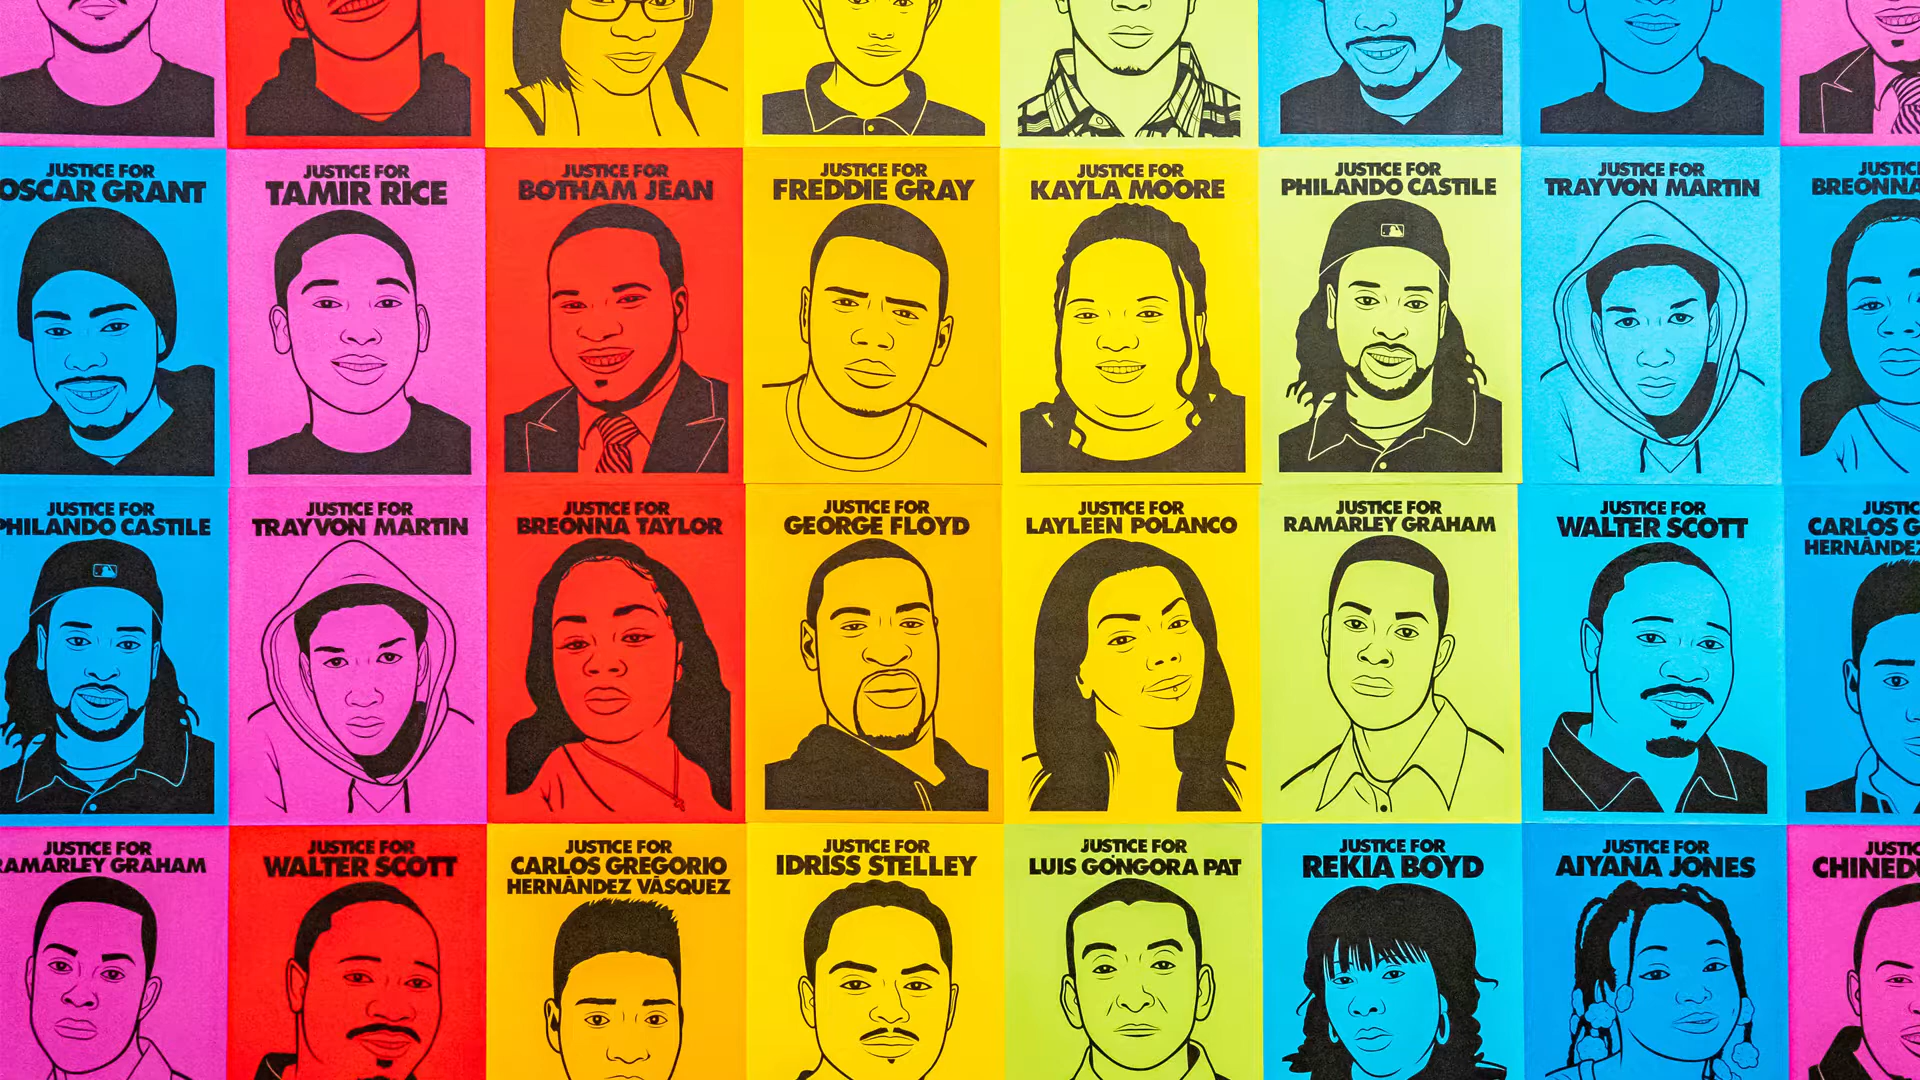 JUSTICE FOR
OSCAR GRANT
JUSTICE FOR
TAMIR RICE
JUSTICE FOR
BOTHAM JEAN
JUSTICE FOR
FREDDIE GRAY
JUSTICE FOR
KAYLA MOORE
JUSTICE FOR
PHILANDO CASTILE
JUSTICE FOR
TRAYVON MARTIN
BREONNA
JUSTICE FOR
PHILANDO CASTILE
JUSTICE FOR
TRAYVON MARTIN
JUSTICE FOR
BREONNA TAYLOR
JUSTICE FOR
GEORGE FLOYD
JUSTICE FOR
LAYLEEN POLANCO
JUSTICE FOR
RAMARLEY GRAHAM
JUSTICE FOR
WALTER SCOTT
CARLOS
JUSTICE FOR
RAMARLEY GRAHAM
JUSTICE FOR
WALTER SCOTT
JUSTICE FOR
CARLOS GREGORIO
HERNÁNDEZ VÁSQUEZ
JUSTICE FOR
IDRISS STELLEY
JUSTICE FOR
LUIS GÓNGORA PAT
JUSTICE FOR
REKIA BOYD
JUSTICE FOR
AIYANA JONES